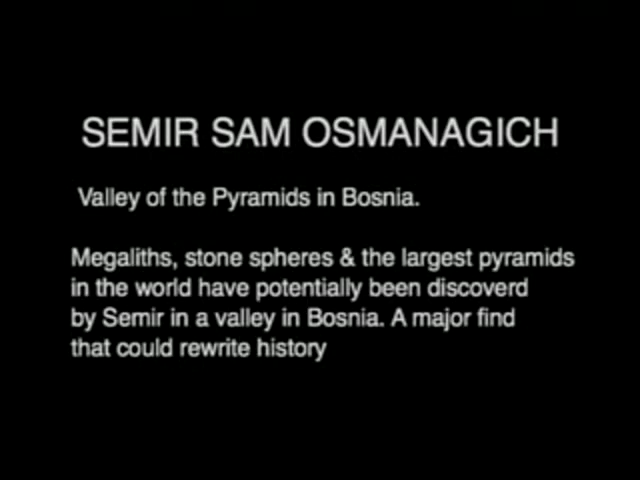 SEMIR SAM OSMANAGICH
Valley of the Pyramids in Bosnia.
Megaliths, stone spheres & the largest pyramids
in the world have potentially been discoverd
by Semir in a valley in Bosnia. A major find
that could rewrite history